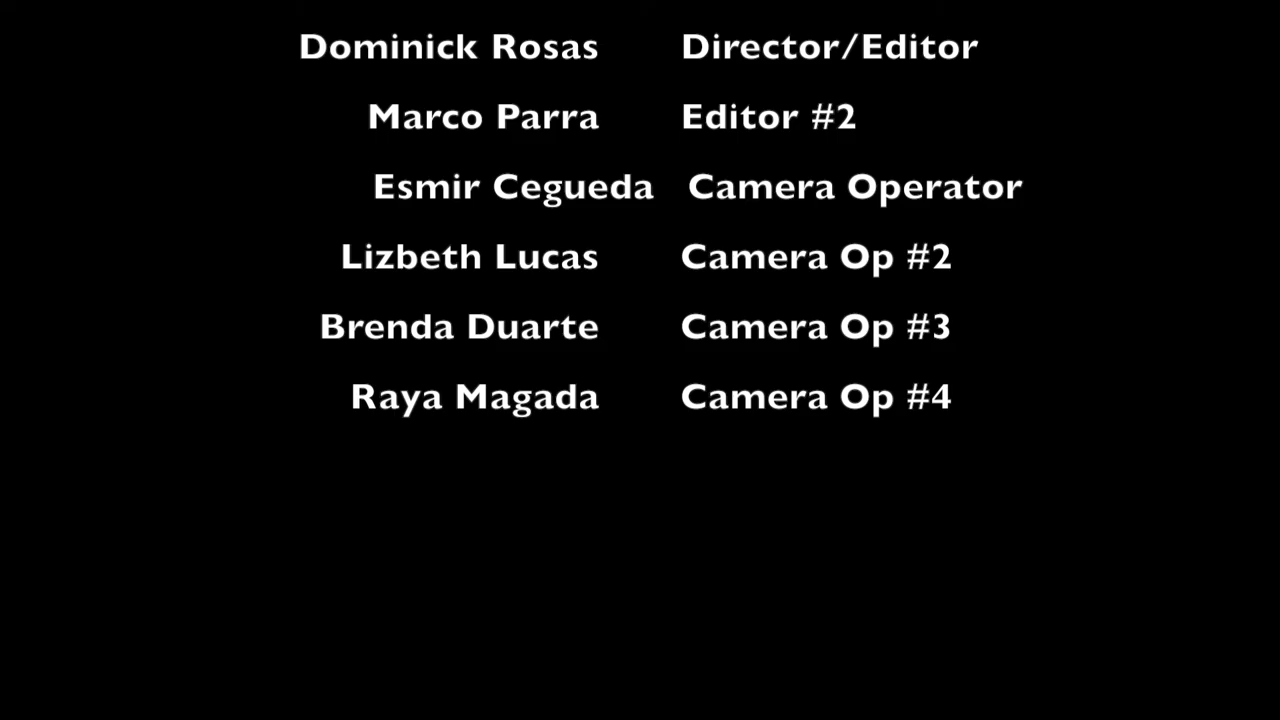 Dominick Rosas Director/Editor
Marco Parra Editor #2
Esmir Cegueda Camera Operator
Lizbeth Lucas Camera Op #2
Brenda Duarte Camera Op #3
Raya Magada Camera Op #4